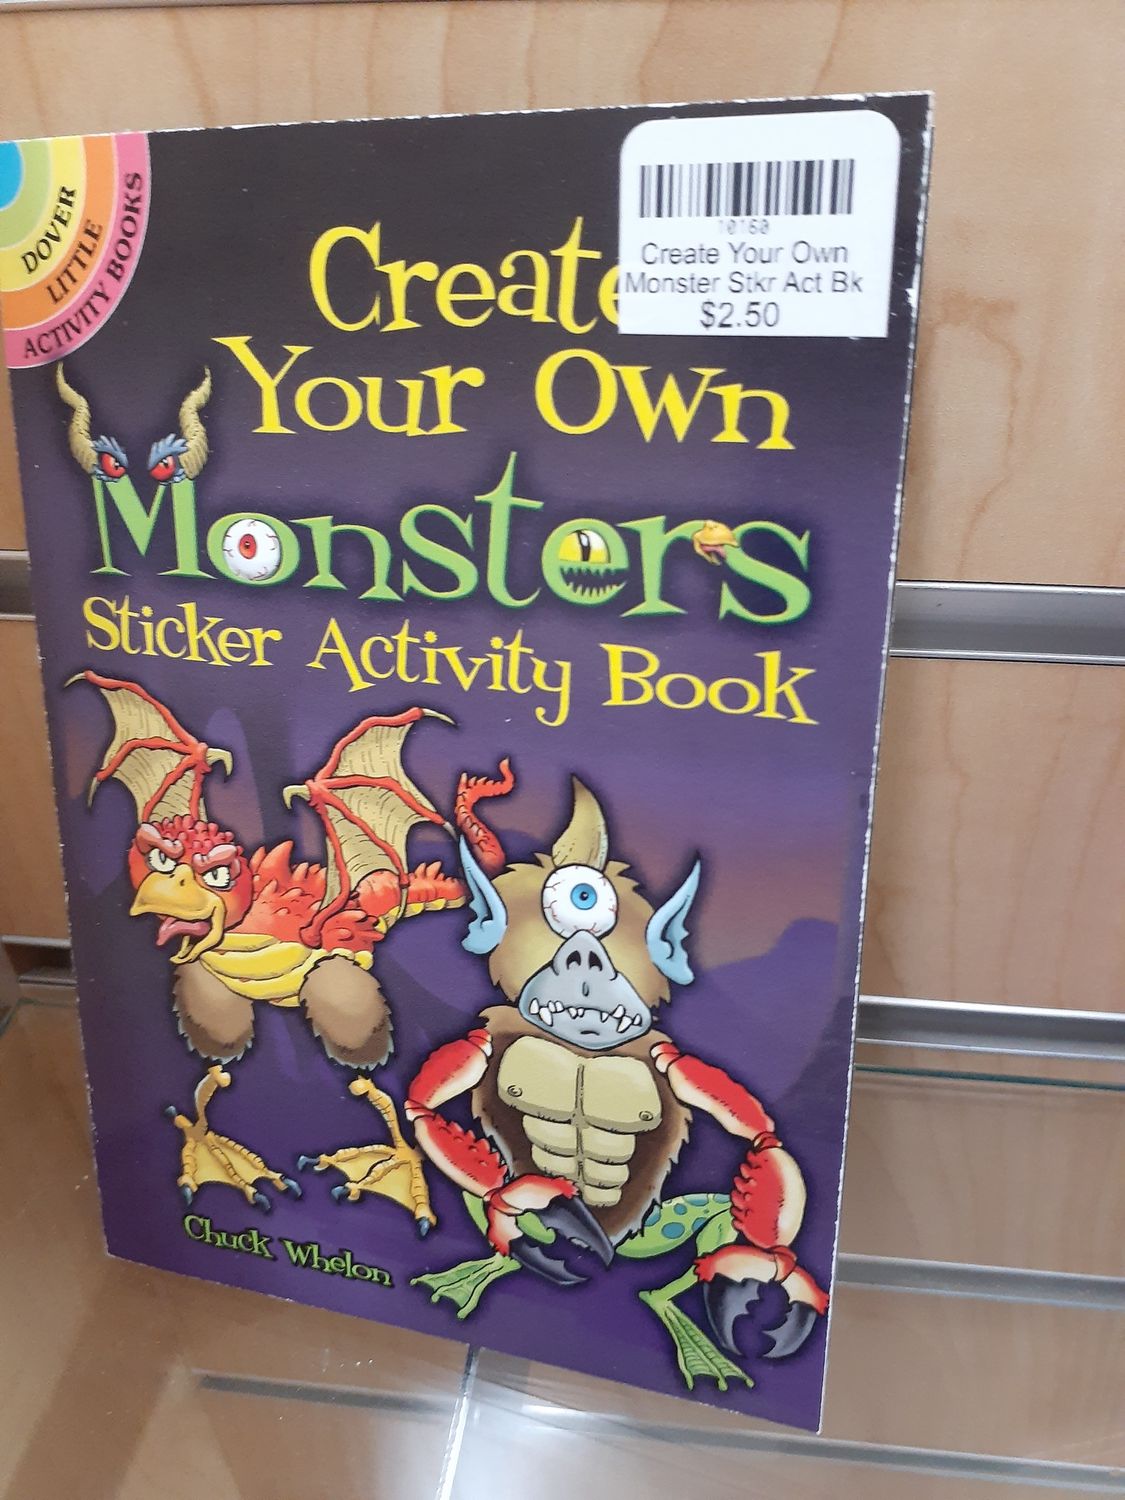 DOVER
LITTLE
ACTIVITY BOOKS
10160
Create Your Own
Monster Stkr Act Bk
$2.50
Create
Your Own
Monsters
Sticker Activity Book
Chuck Whelon